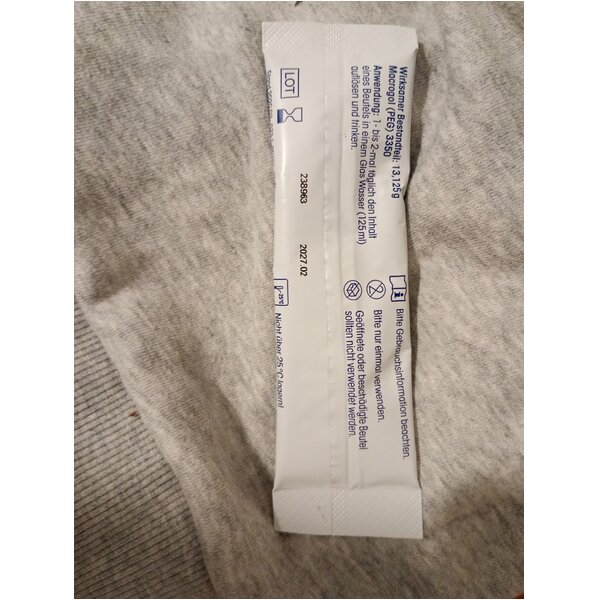 Wirksamer Bestandteil: 13,125g
Macrogol (PEG) 3350
Anwendung: 1- bis 2-mal täglich den Inhalt
eines Beutels in einem Glas Wasser (125ml)
auflösen und trinken.
Bitte Gebrauchsinformation beachten.
Bitte nur einmal verwenden.
Geöffnete oder beschädigte Beutel
sollten nicht verwendet werden.
LOT
238963
2027.02
25°C
Nicht über 25 °C lagern!